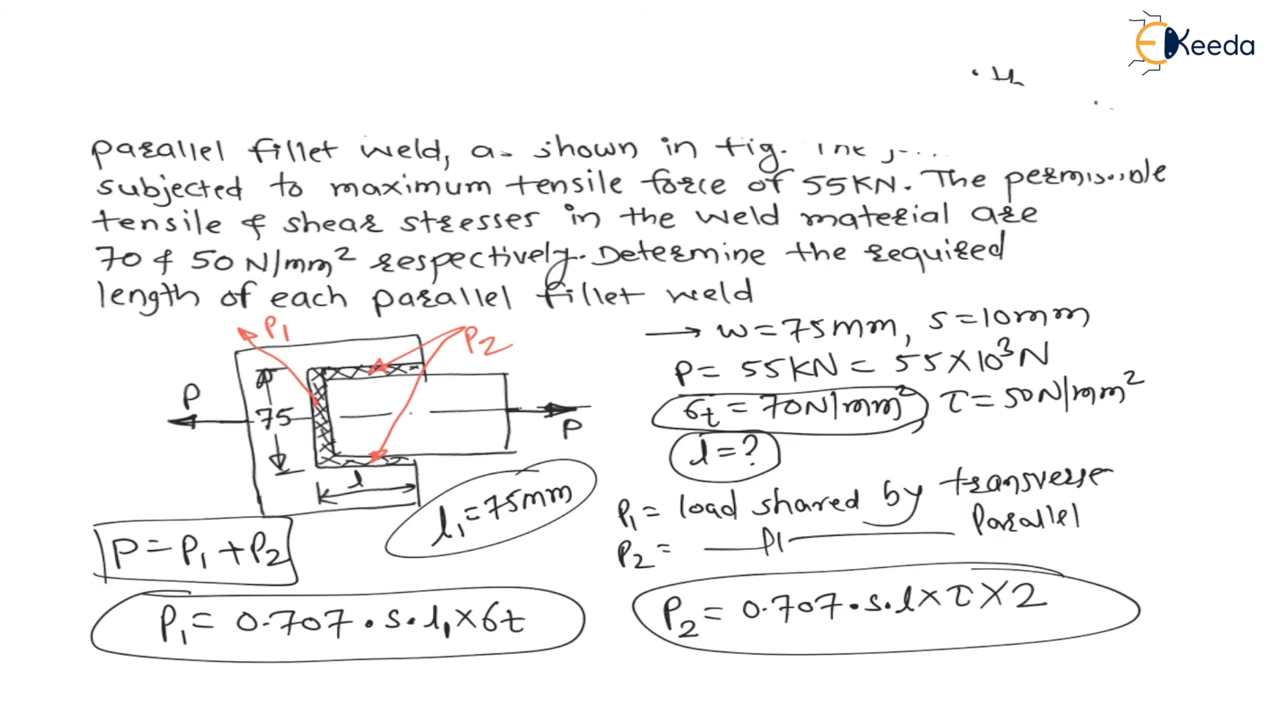 EKeeda
parallel fillet weld, as shown in fig. The
subjected to maximum tensile force of 55KN. The permissible
tensile & shear stresses in the weld material are
70 & 50 N/mm² respectively. Determine the required
length of each parallel fillet weld
→ w = 75mm, s = 10mm
P = 55KN = 55×10³N
σt = 70N/mm², τ = 50N/mm²
l = ?
P₁
P₂
P
75
P
l
l₁ = 75mm
P₁ = load shared by transverse
P₂ = —〃— parallel
P = P₁ + P₂
P₁ = 0.707 · s · l₁ × σt
P₂ = 0.707 · s · l × τ × 2